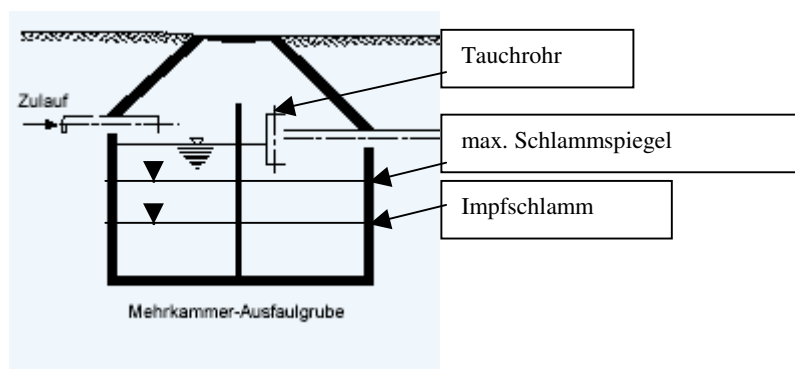 Tauchrohr
Zulauf
max. Schlammspiegel
Impfschlamm
Mehrkammer-Ausfaulgrube